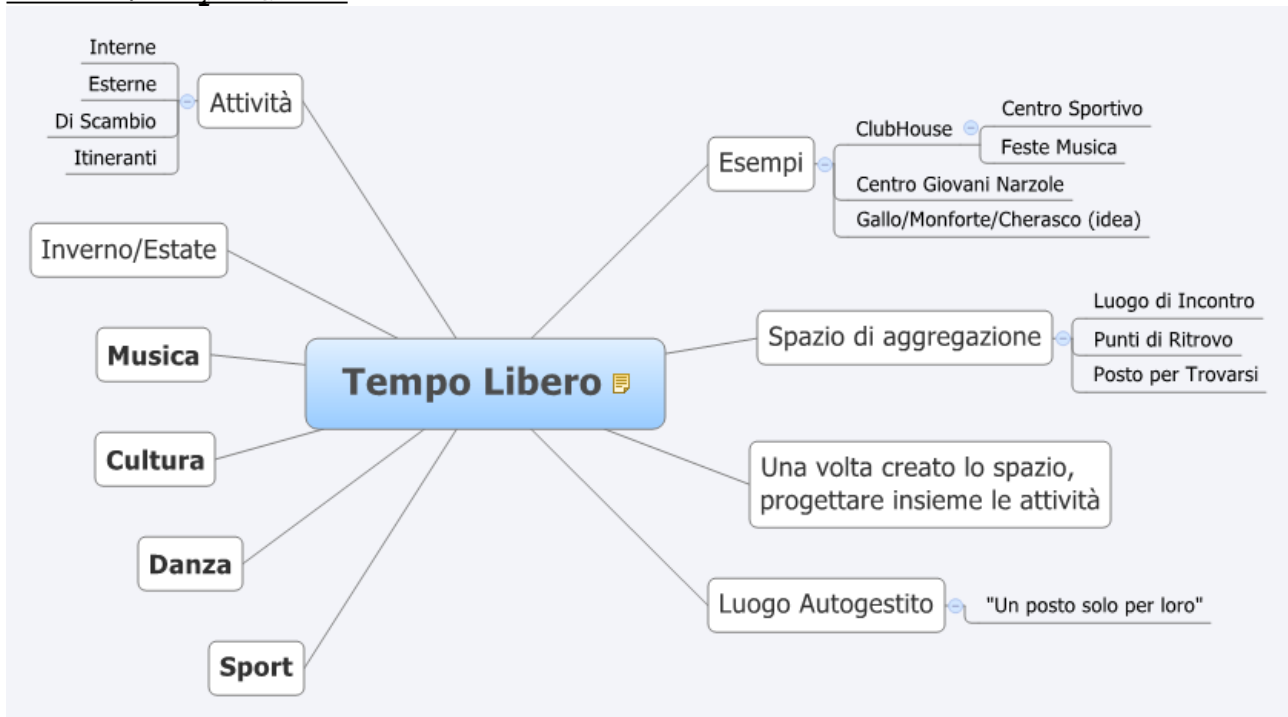 Interne
Esterne
Di Scambio
Itineranti
Attività
Inverno/Estate
Musica
Cultura
Danza
Sport
Tempo Libero
Esempi
ClubHouse
Centro Sportivo
Feste Musica
Centro Giovani Narzole
Gallo/Monforte/Cherasco (idea)
Spazio di aggregazione
Luogo di Incontro
Punti di Ritrovo
Posto per Trovarsi
Una volta creato lo spazio,
progettare insieme le attività
Luogo Autogestito
"Un posto solo per loro"